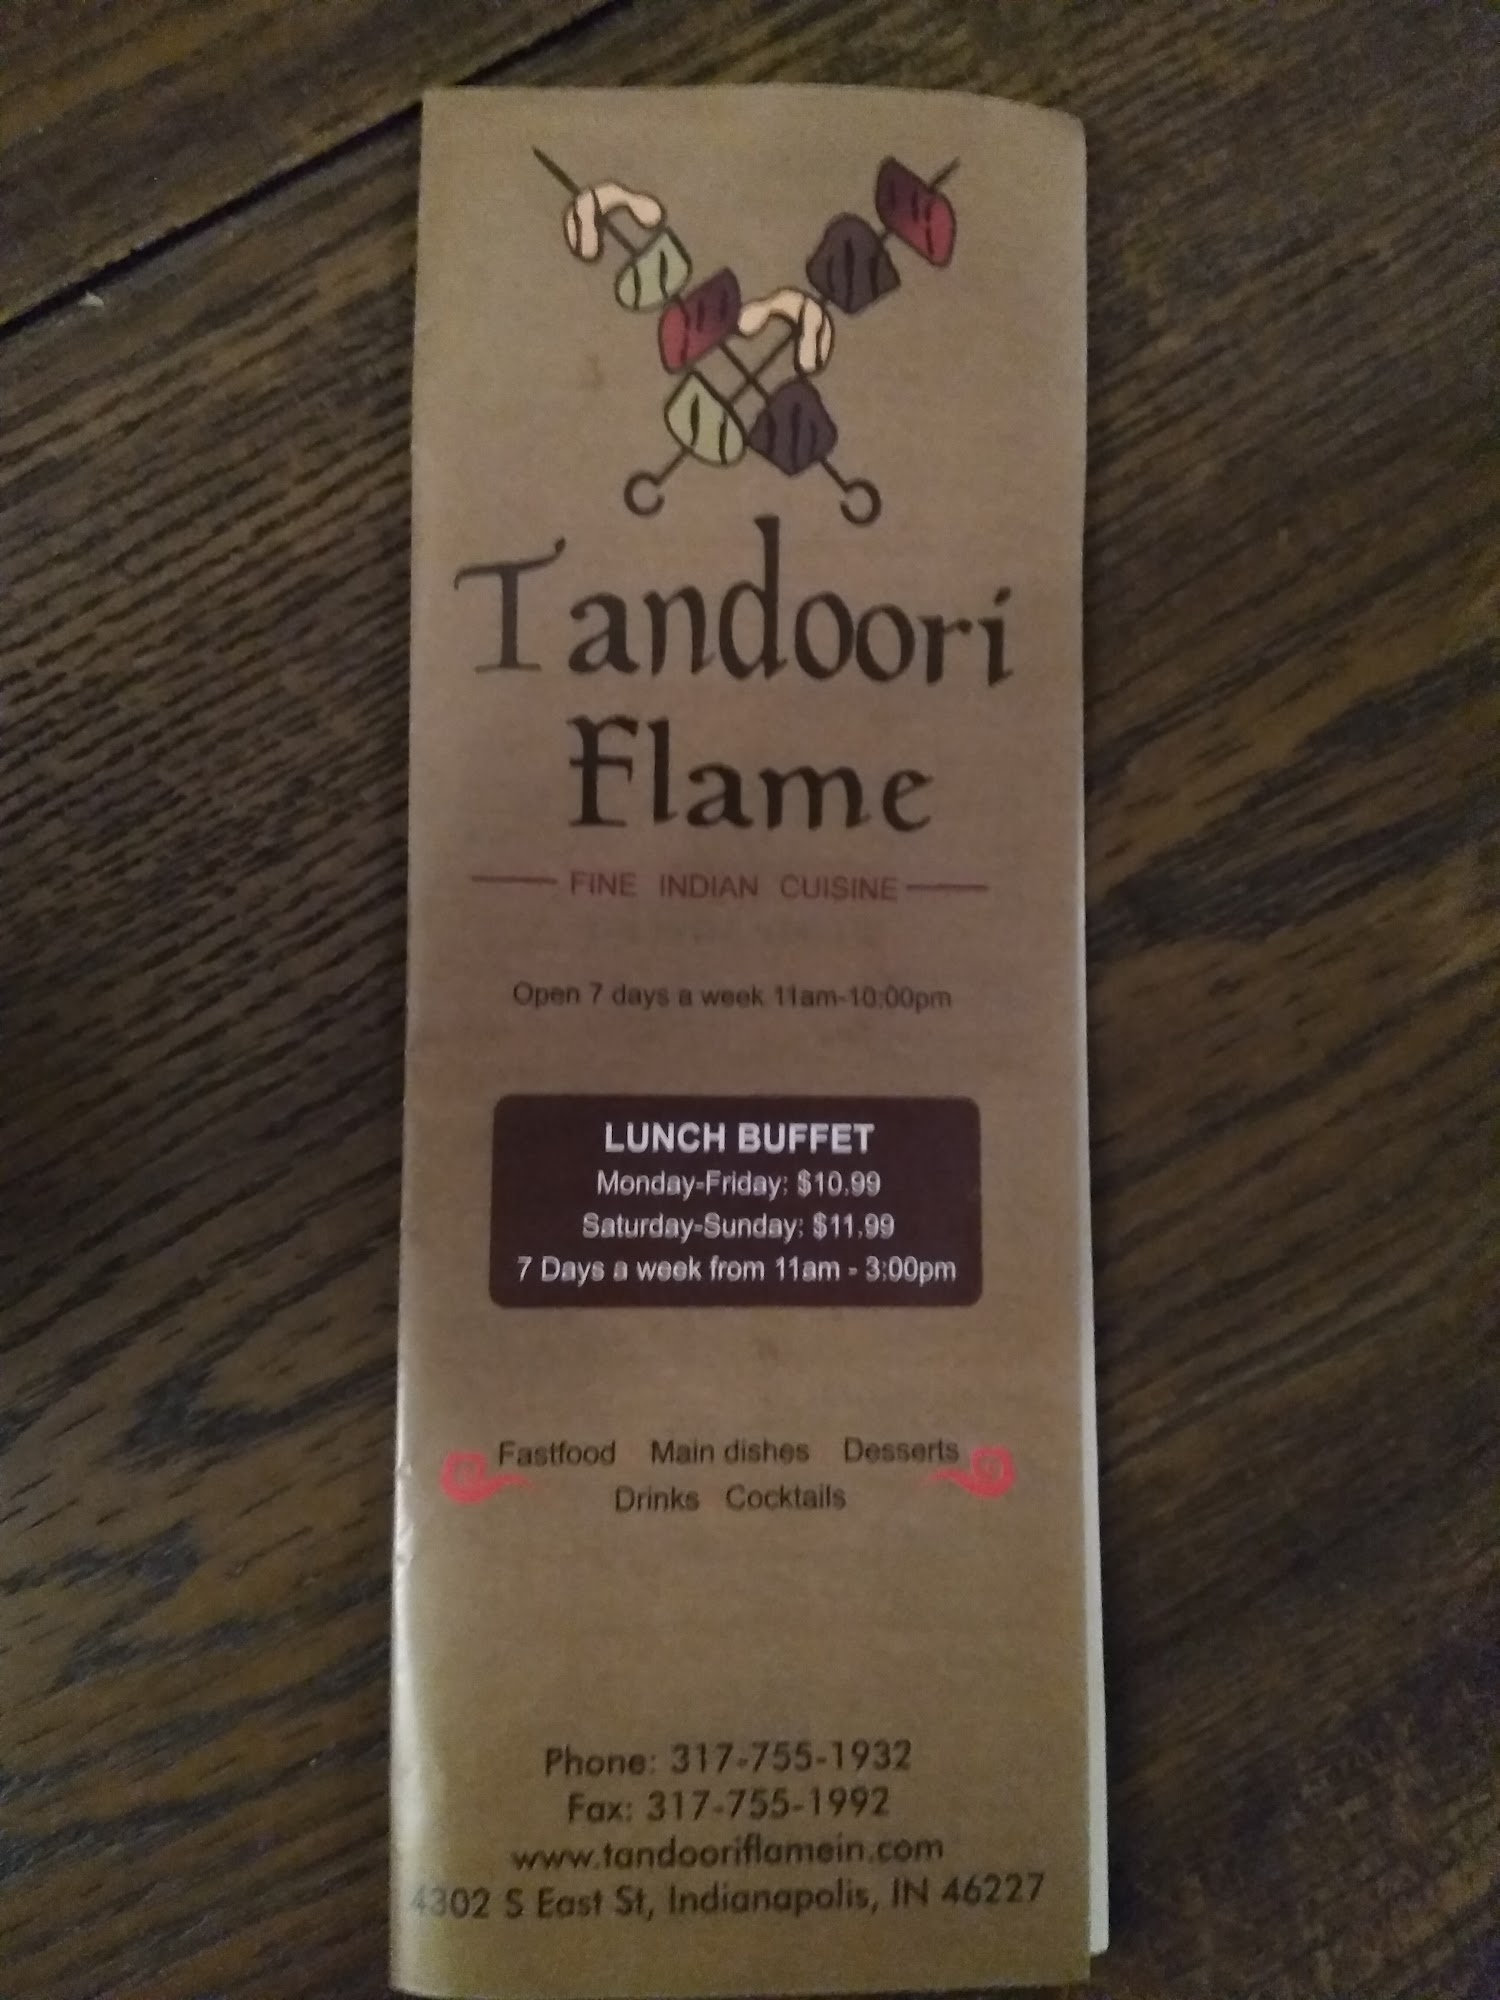 Tandoori
Flame
FINE INDIAN CUISINE
Open 7 days a week 11am-10:00pm
LUNCH BUFFET
Monday-Friday: $10.99
Saturday-Sunday: $11.99
7 Days a week from 11am - 3:00pm
Fastfood Main dishes Desserts
Drinks Cocktails
Phone: 317-755-1932
Fax: 317-755-1992
www.tandooriflamein.com
4302 S East St, Indianapolis, IN 46227